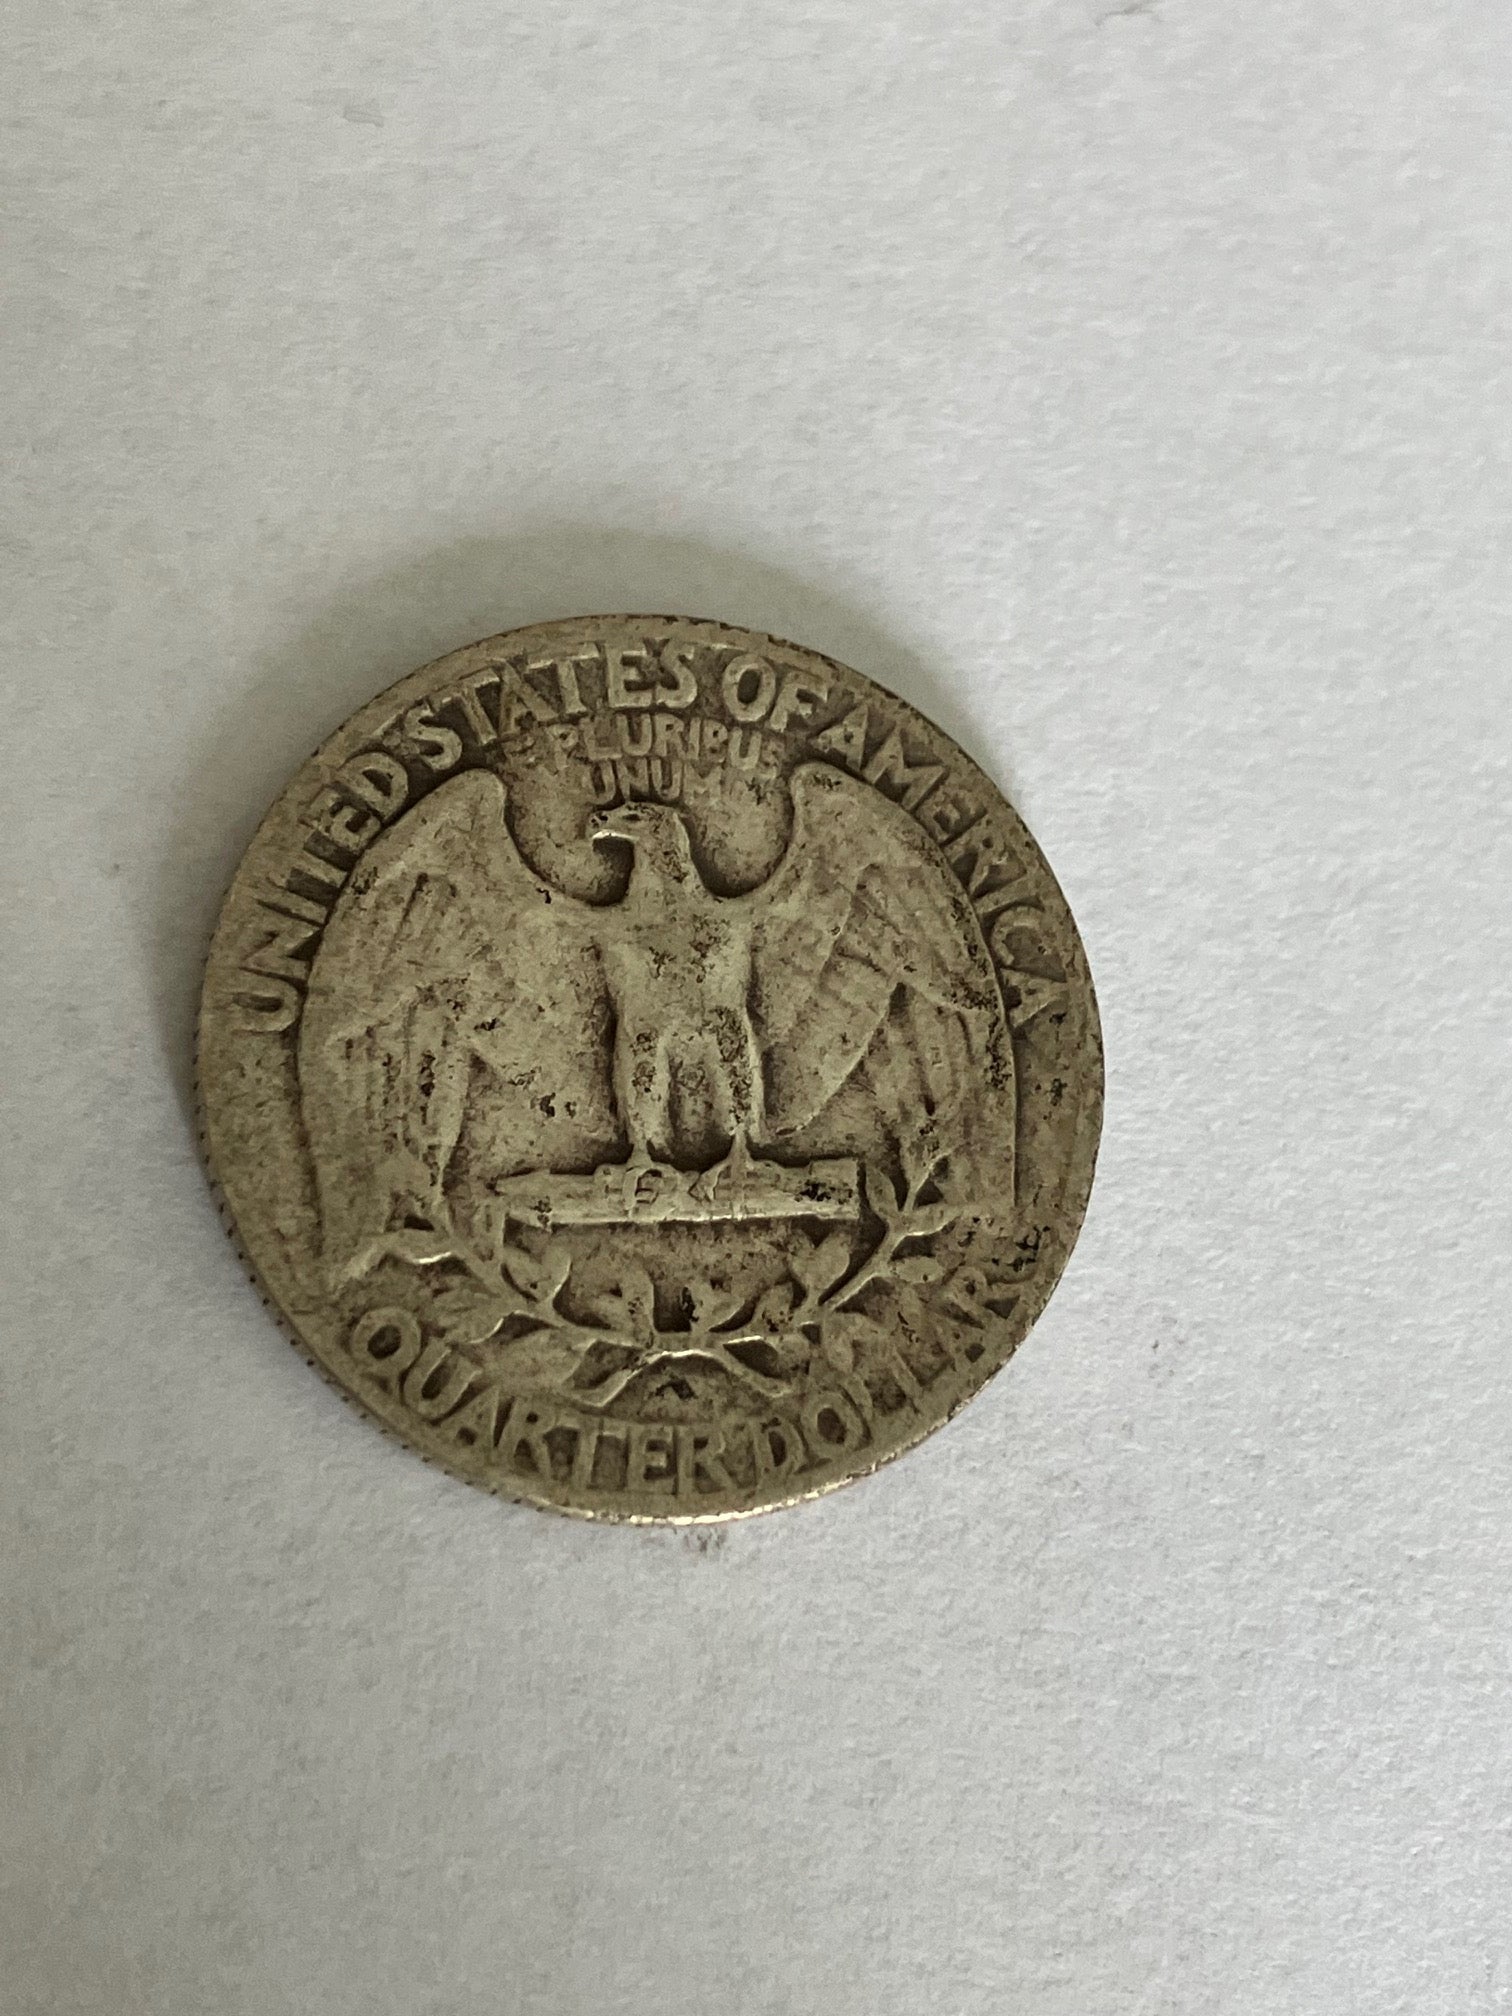 UNITED STATES OF AMERICA
E PLURIBUS
UNUM
QUARTER DOLLAR